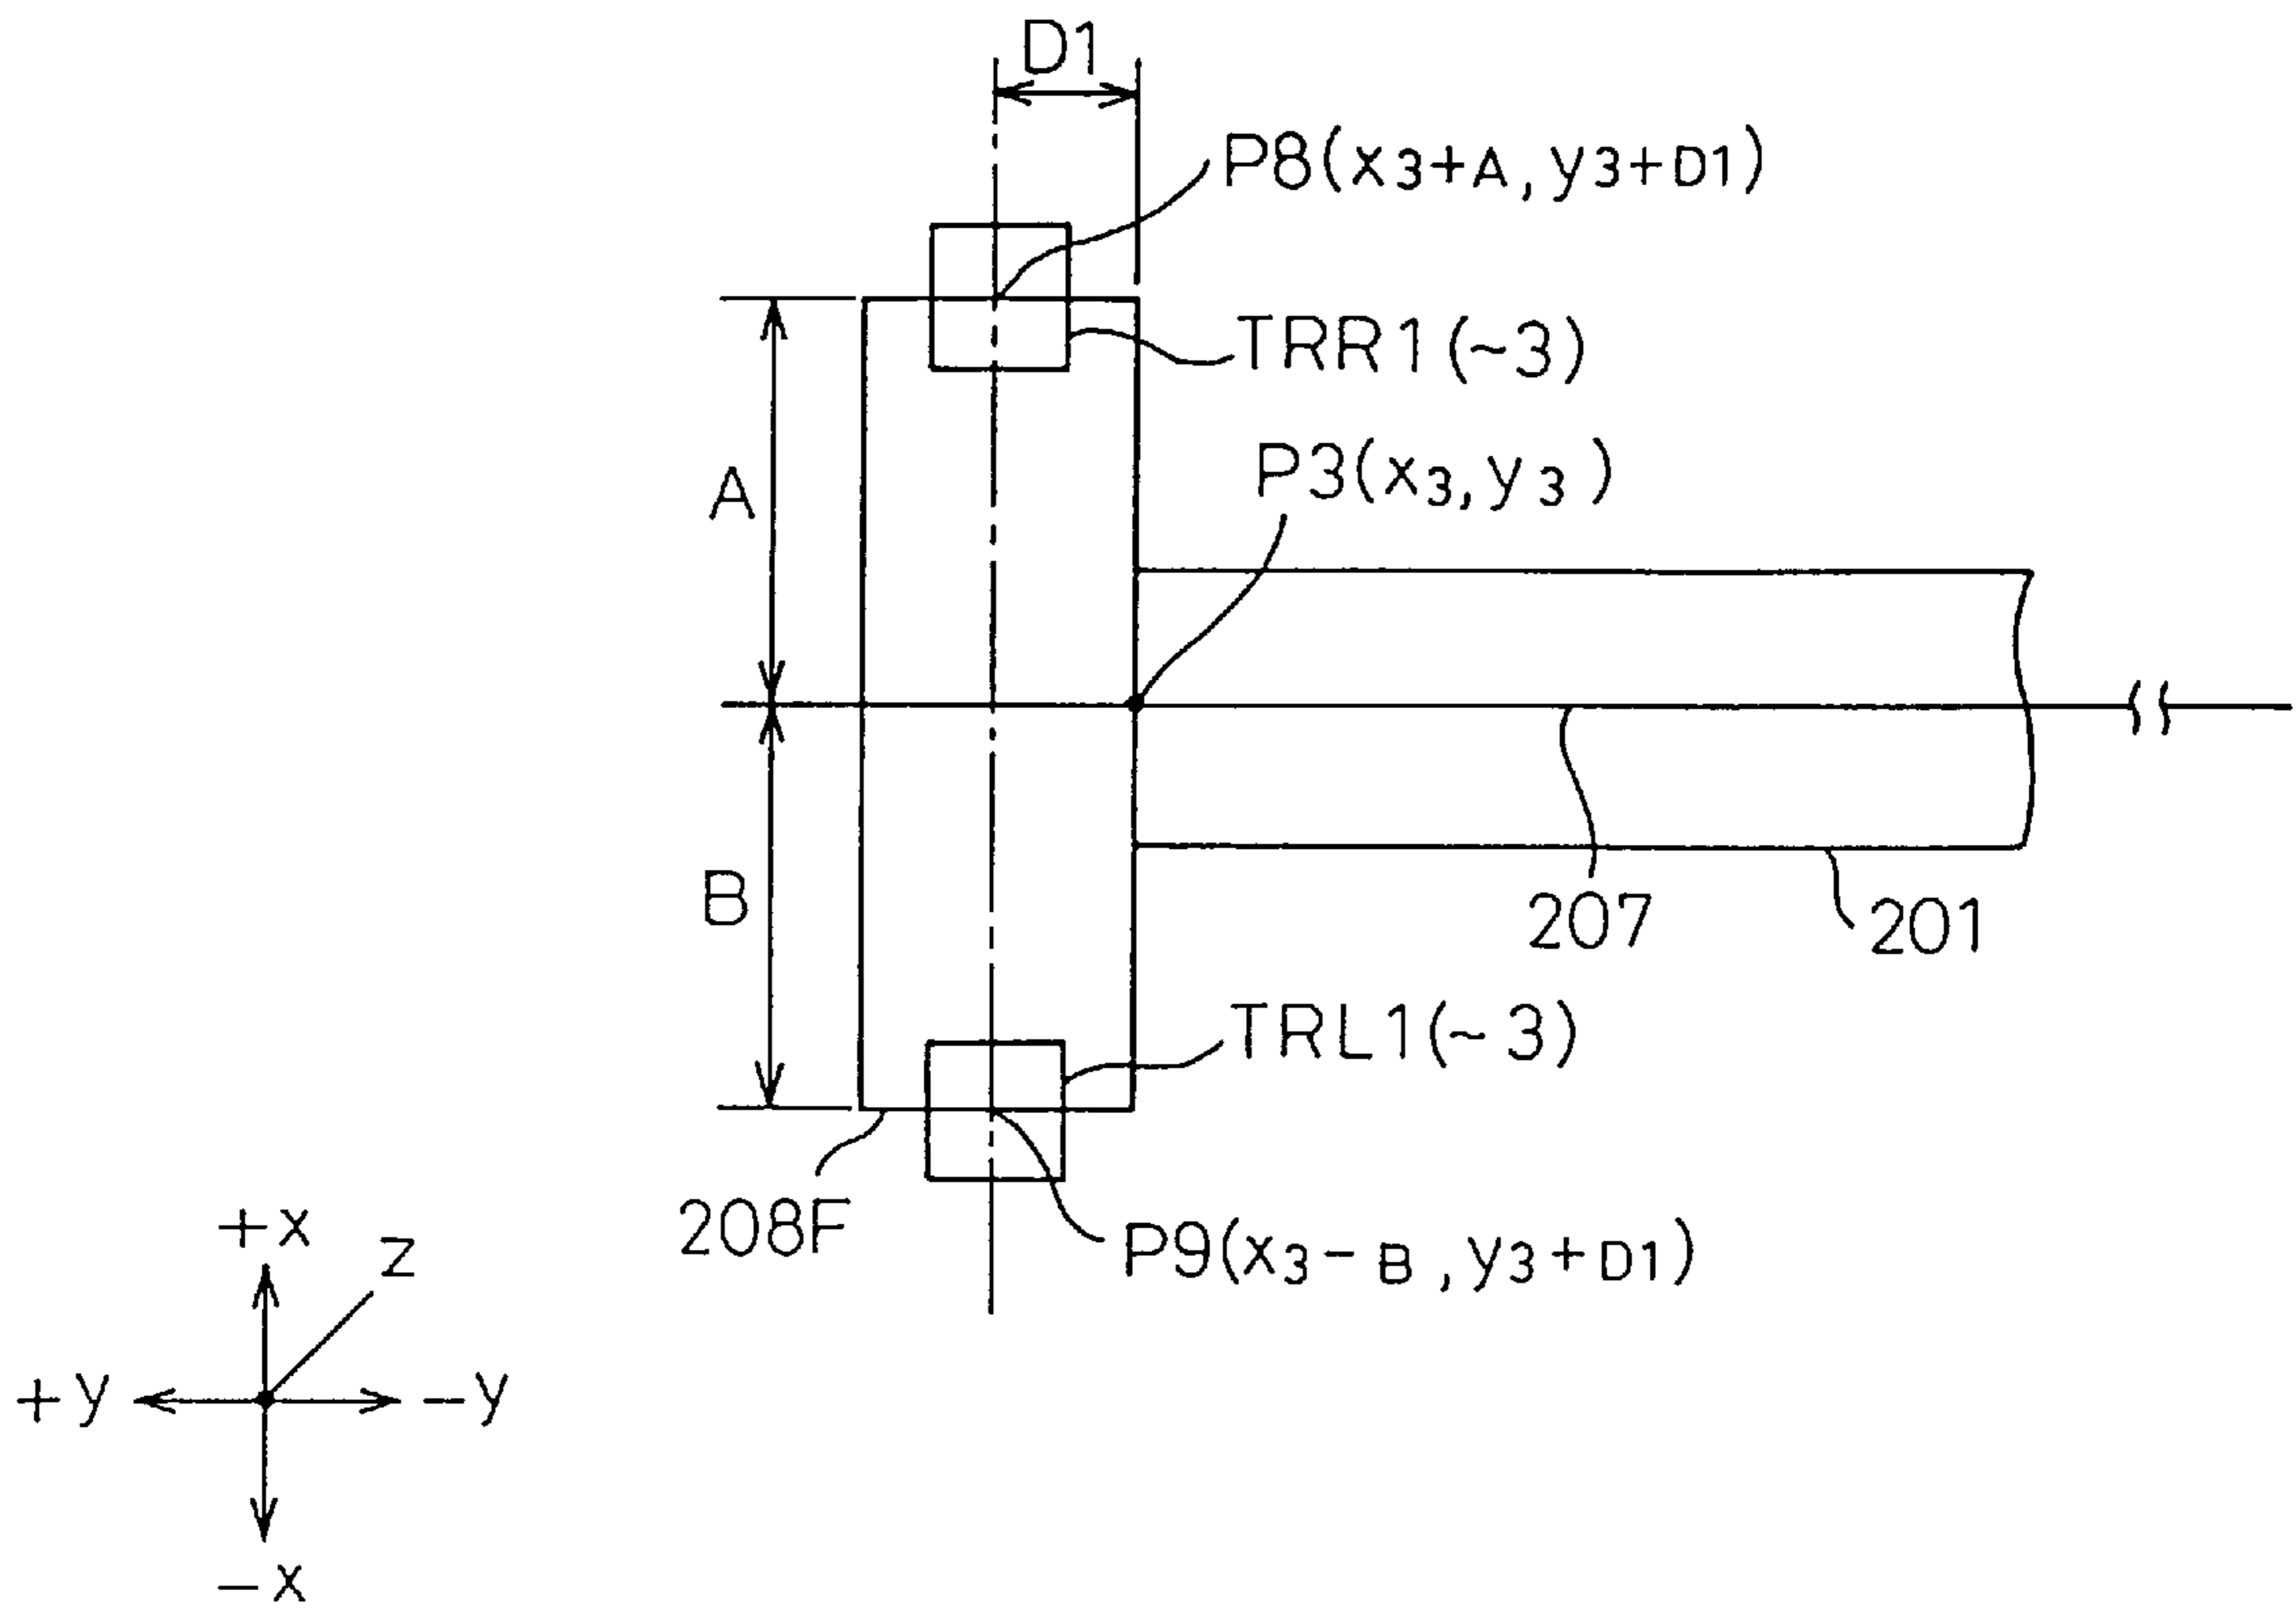 D1
P8(x3+A,y3+D1)
TRR1(~3)
A
P3(x3,y3)
B
207
201
TRL1(~3)
208F
P9(x3-B,y3+D1)
+x
z
+y
-y
-x